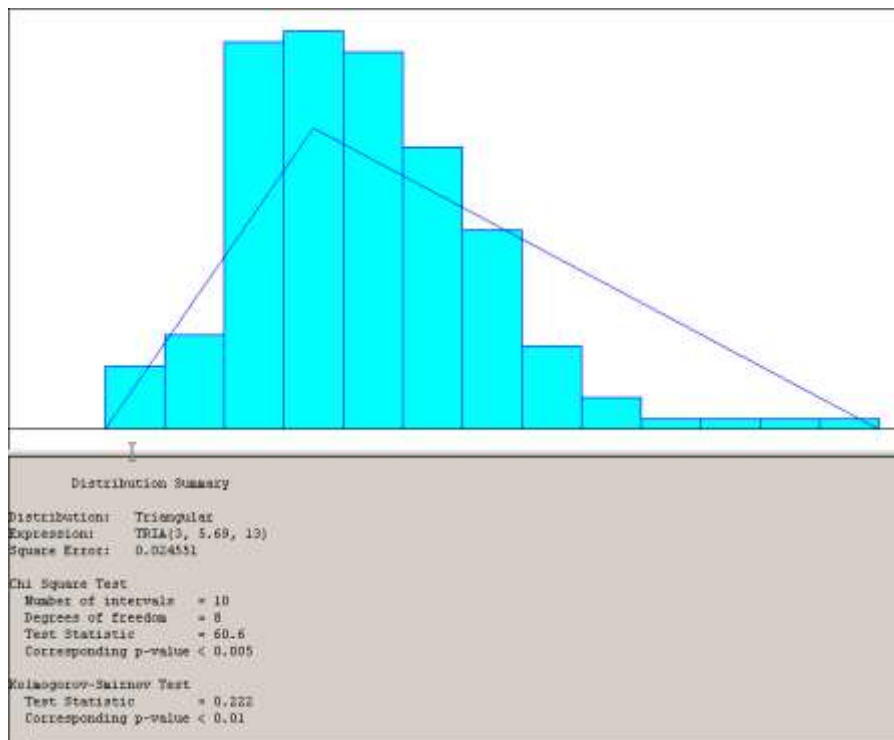 Distribution Summary
Distribution: Triangular
Expression: TRIA(3, 5.69, 13)
Square Error: 0.024531
Chi Square Test
Number of intervals = 10
Degrees of freedom = 8
Test Statistic = 60.6
Corresponding p-value < 0.005
Kolmogorov-Smirnov Test
Test Statistic = 0.222
Corresponding p-value < 0.01